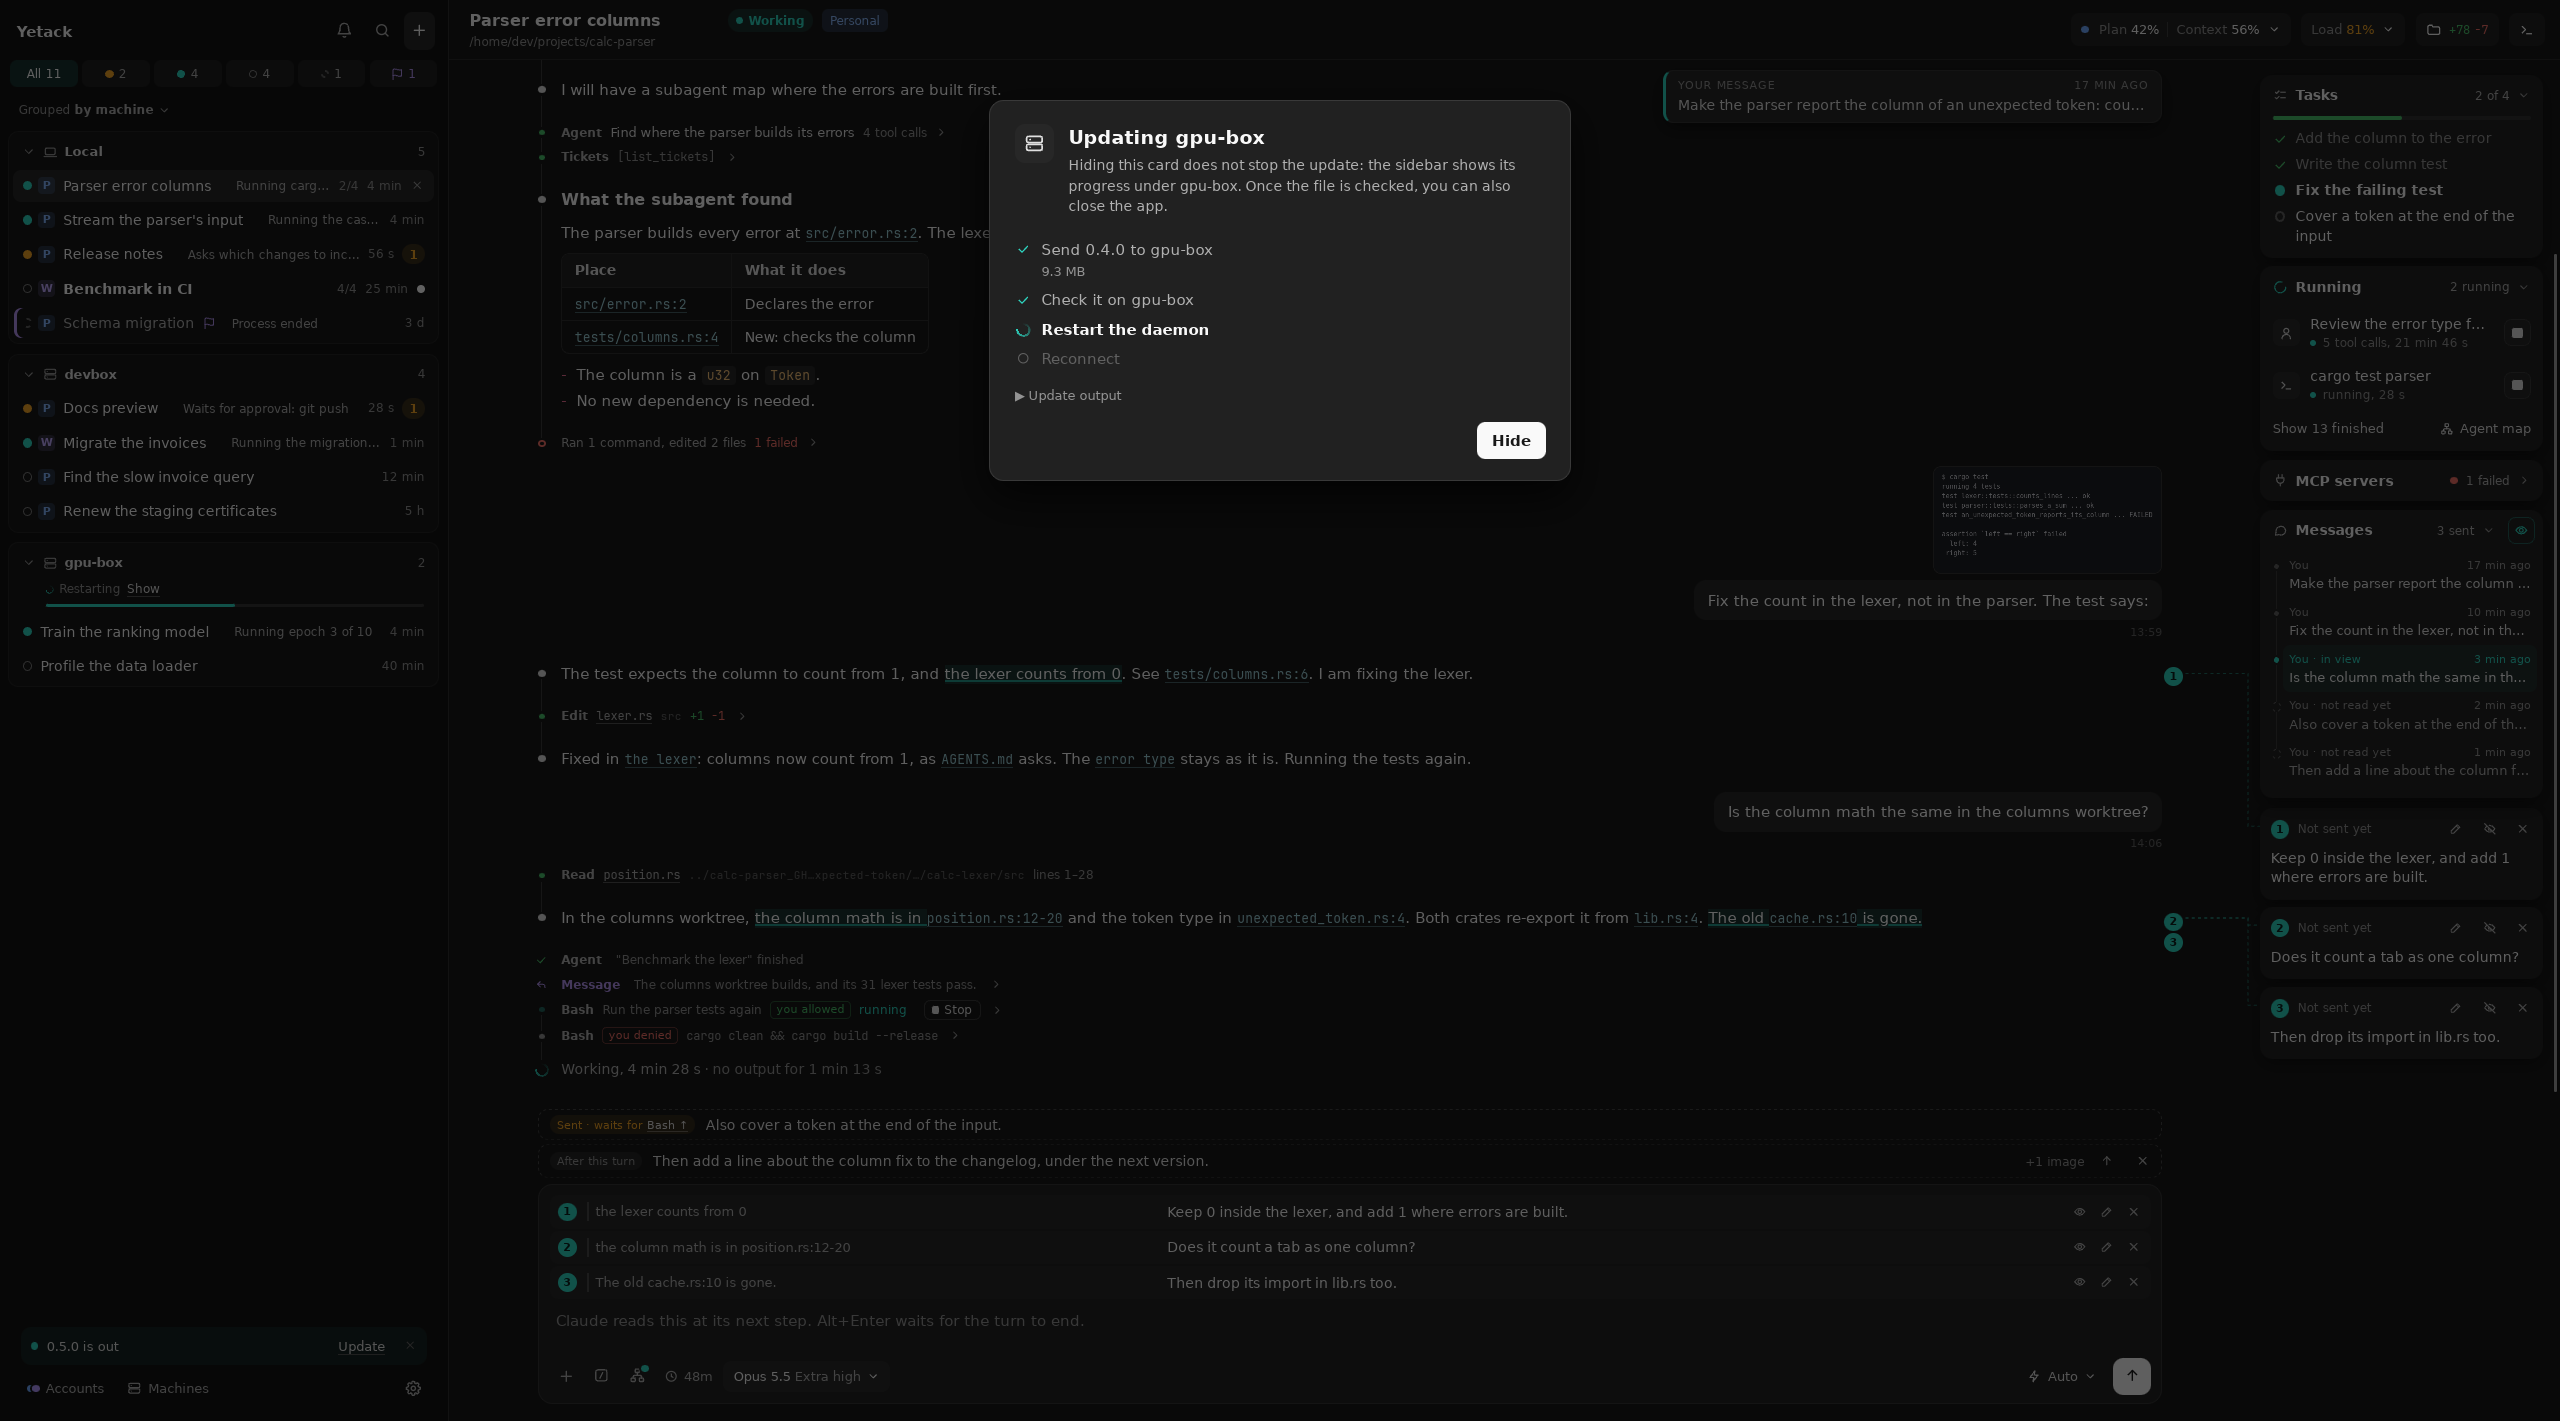 Yetack
All 11
2
4
4
1
1
Grouped by machine
Local 5
P Parser error columns Running carg... 2/4 4 min
P Stream the parser's input Running the cas... 4 min
P Release notes Asks which changes to inc... 56 s 1
W Benchmark in CI 4/4 25 min
P Schema migration Process ended 3 d
devbox 4
P Docs preview Waits for approval: git push 28 s 1
W Migrate the invoices Running the migration... 1 min
P Find the slow invoice query 12 min
P Renew the staging certificates 5 h
gpu-box 2
Restarting Show
Train the ranking model Running epoch 3 of 10 4 min
Profile the data loader 40 min
0.5.0 is out Update
Accounts Machines
Parser error columns Working Personal
/home/dev/projects/calc-parser
Plan 42% Context 56%
Load 81%
+78 -7
YOUR MESSAGE 17 MIN AGO
Make the parser report the column of an unexpected token: cou...
I will have a subagent map where the errors are built first.
Agent Find where the parser builds its errors 4 tool calls
Tickets [list_tickets]
What the subagent found
The parser builds every error at src/error.rs:2. The lexe
Place What it does
src/error.rs:2 Declares the error
tests/columns.rs:4 New: checks the column
- The column is a u32 on Token.
- No new dependency is needed.
Ran 1 command, edited 2 files 1 failed
Updating gpu-box
Hiding this card does not stop the update: the sidebar shows its
progress under gpu-box. Once the file is checked, you can also
close the app.
Send 0.4.0 to gpu-box
9.3 MB
Check it on gpu-box
Restart the daemon
Reconnect
▶ Update output
Hide
$ cargo test
running 4 tests
test lexer::tests::counts_lines ... ok
test parser::tests::parses_a_sum ... ok
test an_unexpected_token_reports_its_column ... FAILED
assertion `left == right` failed
left: 4
right: 5
Fix the count in the lexer, not in the parser. The test says:
13:59
The test expects the column to count from 1, and the lexer counts from 0. See tests/columns.rs:6. I am fixing the lexer.
1
Edit lexer.rs src +1 -1
Fixed in the lexer: columns now count from 1, as AGENTS.md asks. The error type stays as it is. Running the tests again.
Is the column math the same in the columns worktree?
14:06
Read position.rs ../calc-parser_GH…xpected-token/…/calc-lexer/src lines 1–28
In the columns worktree, the column math is in position.rs:12-20 and the token type in unexpected_token.rs:4. Both crates re-export it from lib.rs:4. The old cache.rs:10 is gone.
2
3
Agent "Benchmark the lexer" finished
Message The columns worktree builds, and its 31 lexer tests pass.
Bash Run the parser tests again you allowed running Stop
Bash you denied cargo clean && cargo build --release
Working, 4 min 28 s · no output for 1 min 13 s
Sent · waits for Bash ↑ Also cover a token at the end of the input.
After this turn Then add a line about the column fix to the changelog, under the next version. +1 image
1 the lexer counts from 0 Keep 0 inside the lexer, and add 1 where errors are built.
2 the column math is in position.rs:12-20 Does it count a tab as one column?
3 The old cache.rs:10 is gone. Then drop its import in lib.rs too.
Claude reads this at its next step. Alt+Enter waits for the turn to end.
48m Opus 5.5 Extra high Auto
Tasks 2 of 4
Add the column to the error
Write the column test
Fix the failing test
Cover a token at the end of the
input
Running 2 running
Review the error type f...
5 tool calls, 21 min 46 s
cargo test parser
running, 28 s
Show 13 finished Agent map
MCP servers 1 failed
Messages 3 sent
You 17 min ago
Make the parser report the column ...
You 10 min ago
Fix the count in the lexer, not in th...
You · in view 3 min ago
Is the column math the same in th...
You · not read yet 2 min ago
Also cover a token at the end of th...
You · not read yet 1 min ago
Then add a line about the column f...
1 Not sent yet
Keep 0 inside the lexer, and add 1
where errors are built.
2 Not sent yet
Does it count a tab as one column?
3 Not sent yet
Then drop its import in lib.rs too.